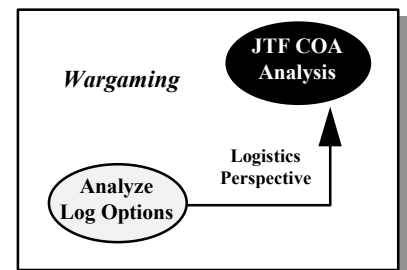 JTF COA
Analysis
Wargaming
Logistics
Perspective
Analyze
Log Options